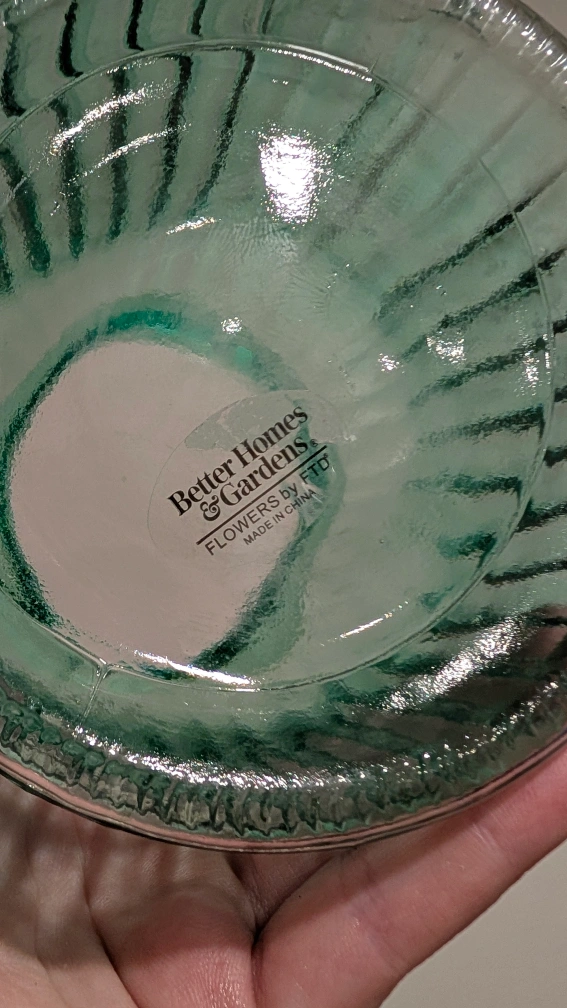 Better Homes
&Gardens®
FLOWERS by FTD®
MADE IN CHINA